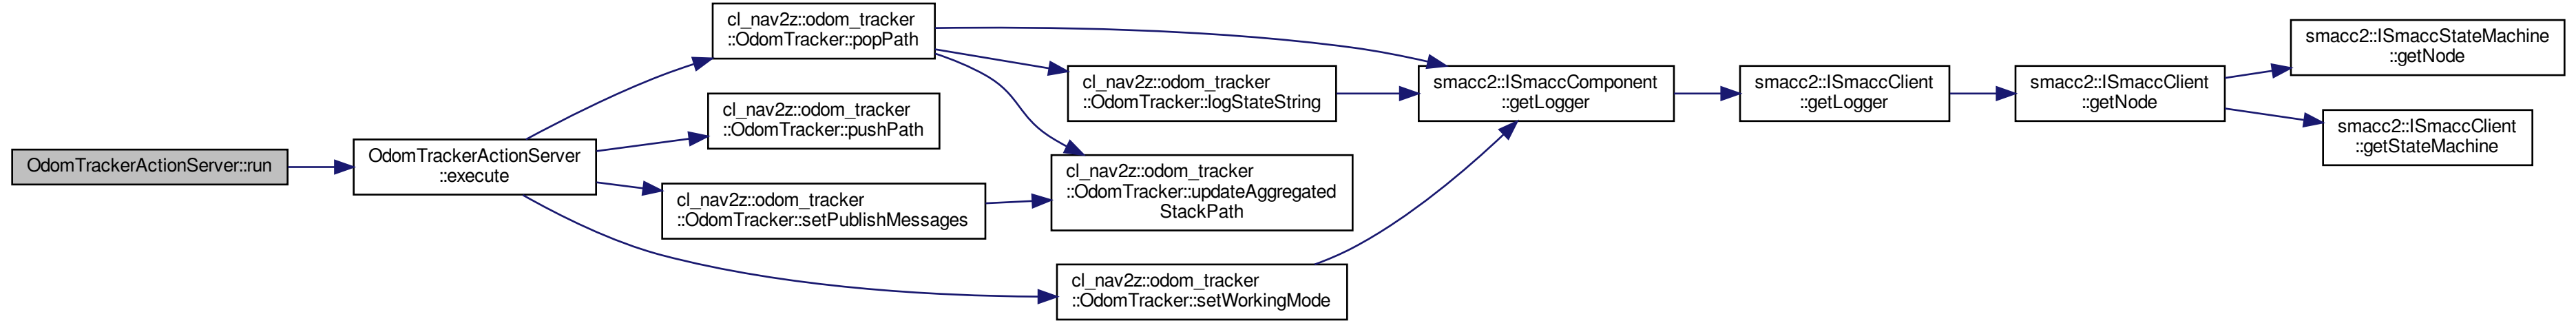 OdomTrackerActionServer::run
OdomTrackerActionServer
::execute
cl_nav2z::odom_tracker
::OdomTracker::popPath
cl_nav2z::odom_tracker
::OdomTracker::pushPath
cl_nav2z::odom_tracker
::OdomTracker::setPublishMessages
cl_nav2z::odom_tracker
::OdomTracker::setWorkingMode
cl_nav2z::odom_tracker
::OdomTracker::logStateString
cl_nav2z::odom_tracker
::OdomTracker::updateAggregated
StackPath
smacc2::ISmaccComponent
::getLogger
smacc2::ISmaccClient
::getLogger
smacc2::ISmaccClient
::getNode
smacc2::ISmaccStateMachine
::getNode
smacc2::ISmaccClient
::getStateMachine